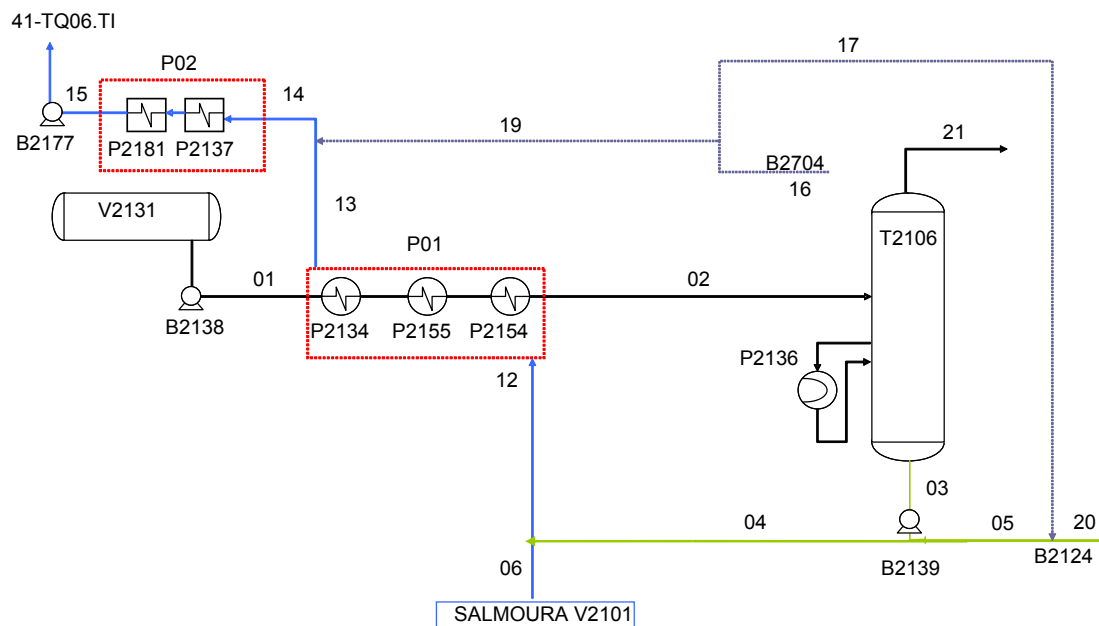 41-TQ06.TI
17
P02
15
14
19
B2177
P2181
P2137
21
B2704
16
V2131
13
T2106
P01
01
02
B2138
P2134
P2155
P2154
P2136
12
03
04
05
20
06
B2139
B2124
SALMOURA V2101